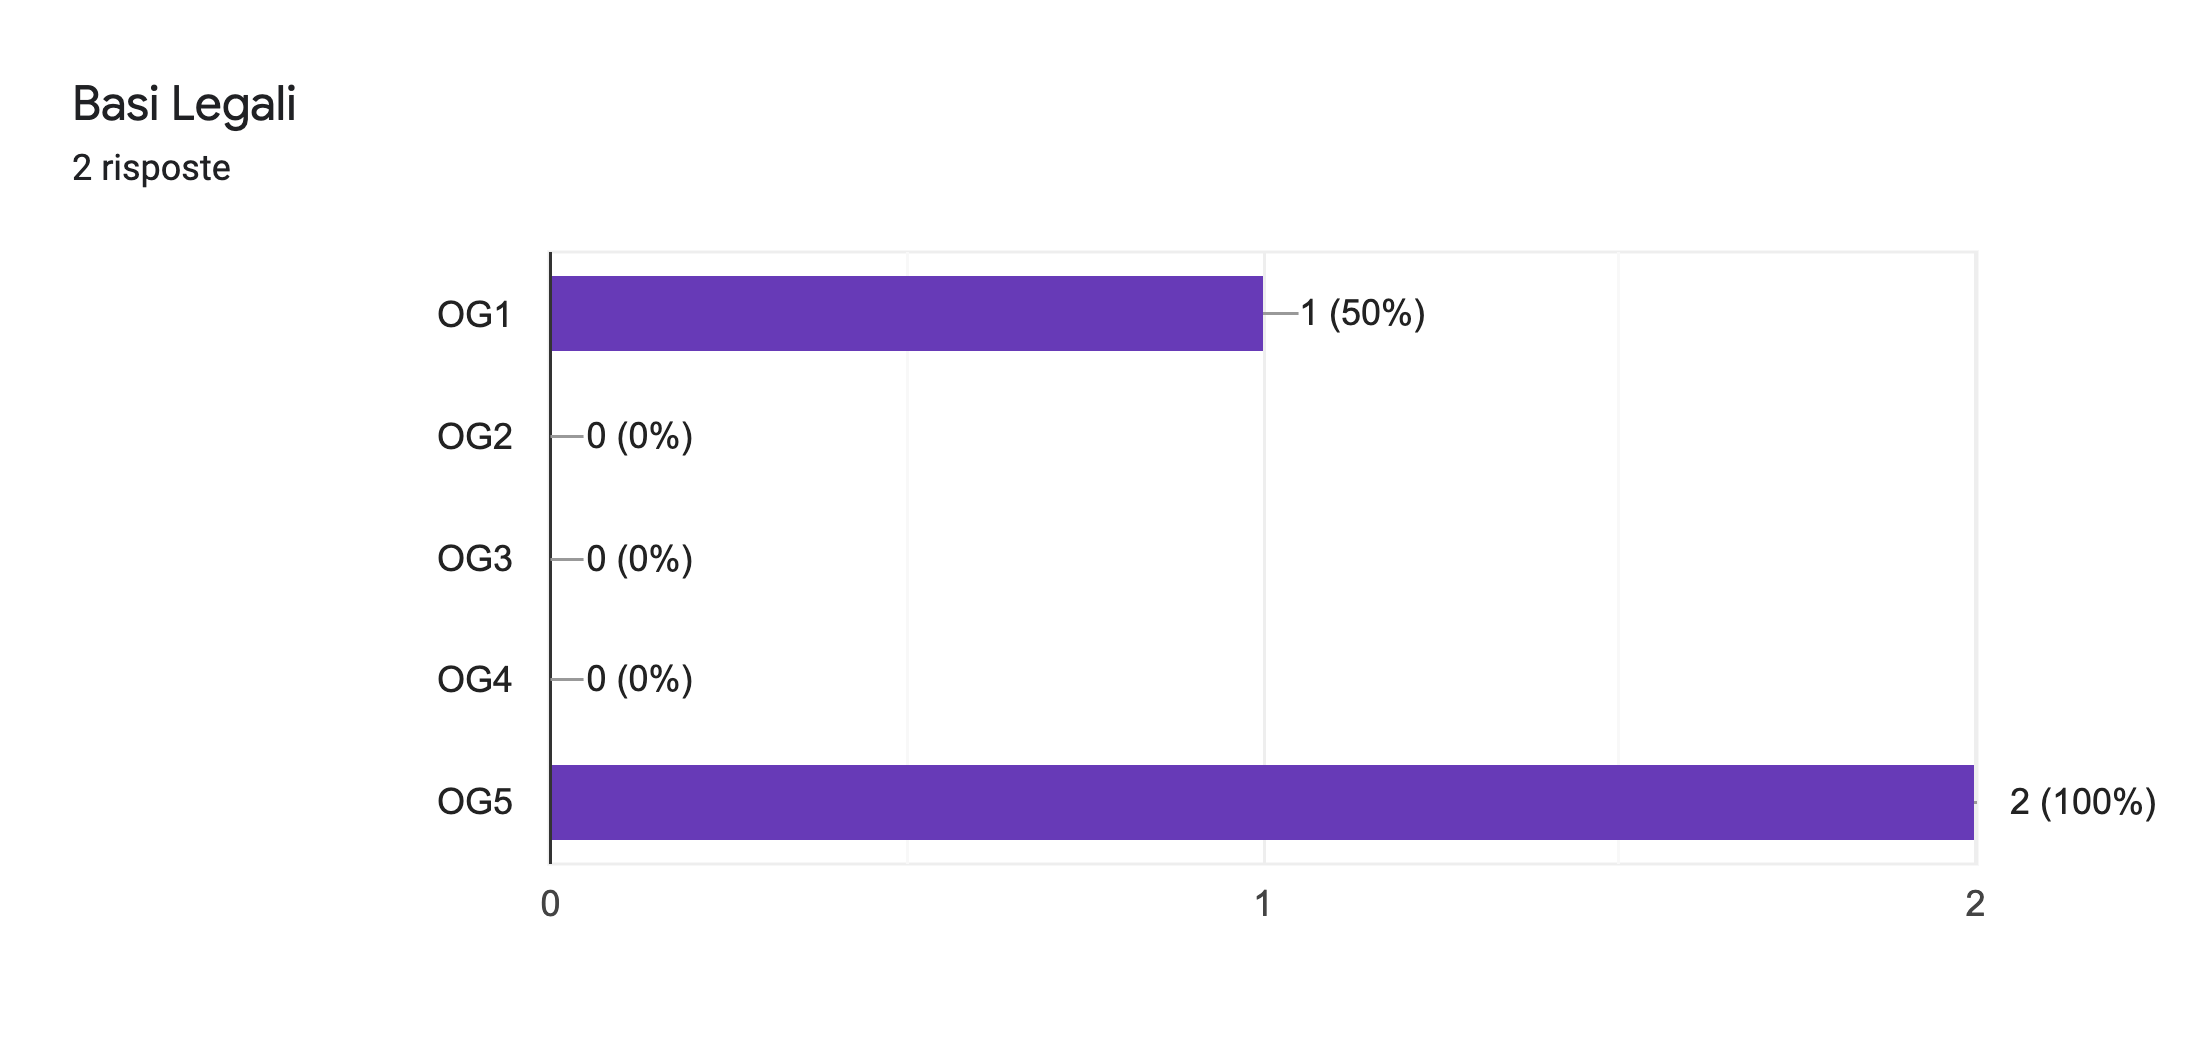 Basi Legali
2 risposte
OG1 1 (50%)
OG2 0 (0%)
OG3 0 (0%)
OG4 0 (0%)
OG5 2 (100%)
0 1 2